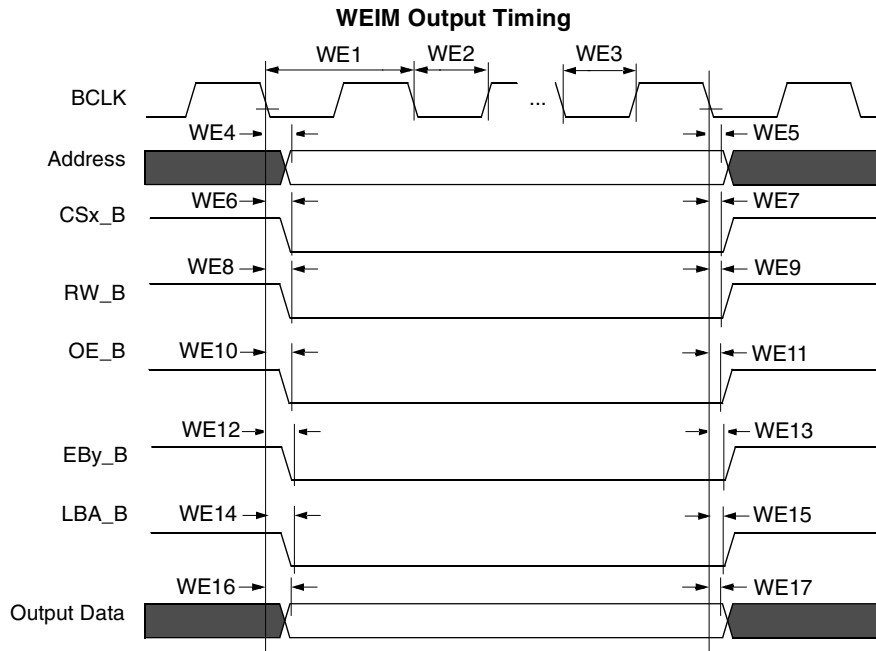 WEIM Output Timing
WE1 WE2 WE3
BCLK ...
WE4 WE5
Address
WE6 WE7
CSx_B
WE8 WE9
RW_B
WE10 WE11
OE_B
WE12 WE13
EBy_B
WE14 WE15
LBA_B
WE16 WE17
Output Data